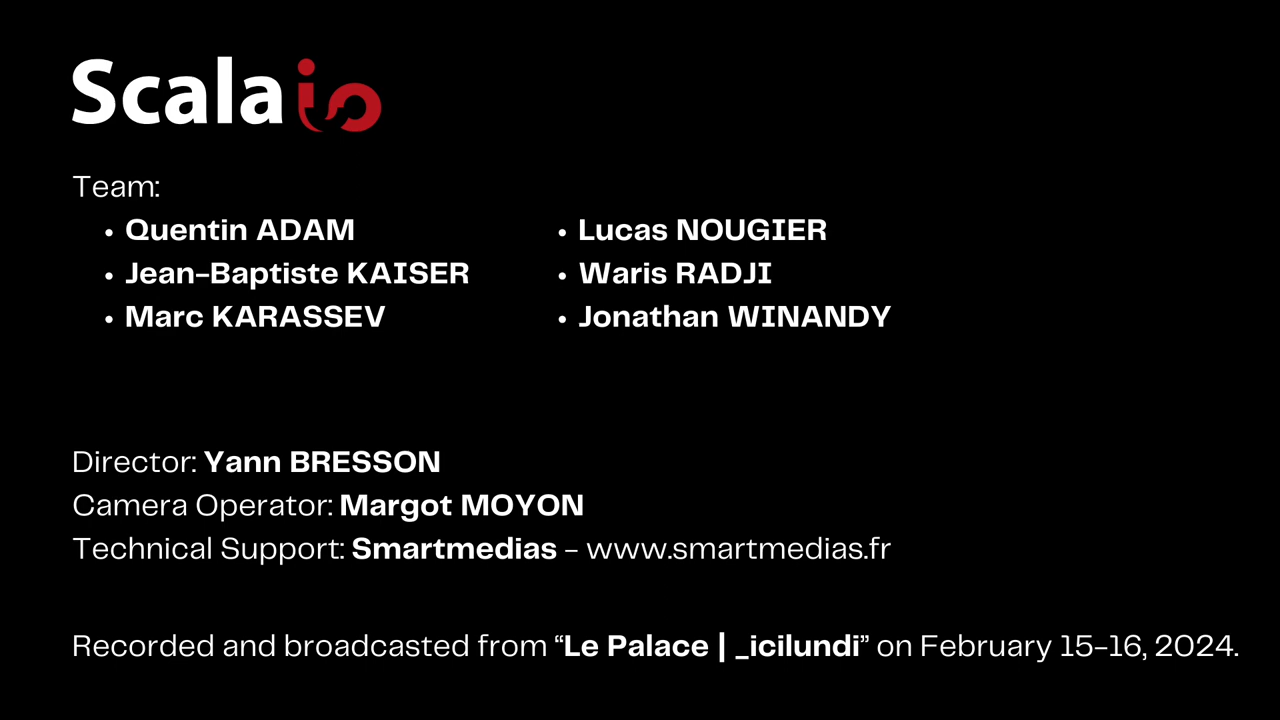 Scala io
Team:
• Quentin ADAM
• Jean-Baptiste KAISER
• Marc KARASSEV
• Lucas NOUGIER
• Waris RADJI
• Jonathan WINANDY
Director: Yann BRESSON
Camera Operator: Margot MOYON
Technical Support: Smartmedias - www.smartmedias.fr
Recorded and broadcasted from “Le Palace | _icilundi” on February 15-16, 2024.